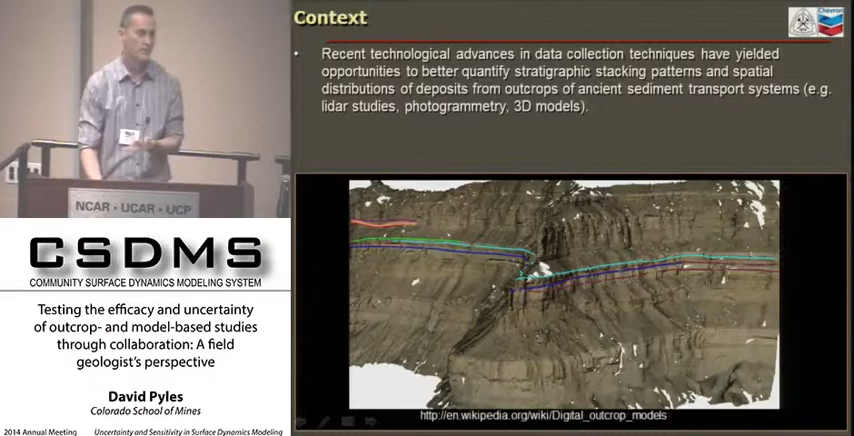 Context
Chevron
• Recent technological advances in data collection techniques have yielded
opportunities to better quantify stratigraphic stacking patterns and spatial
distributions of deposits from outcrops of ancient sediment transport systems (e.g.
lidar studies, photogrammetry, 3D models).
http://en.wikipedia.org/wiki/Digital_outcrop_models
NCAR - UCAR - UCP
CSDMS
COMMUNITY SURFACE DYNAMICS MODELING SYSTEM
Testing the efficacy and uncertainty
of outcrop- and model-based studies
through collaboration: A field
geologist's perspective
David Pyles
Colorado School of Mines
2014 Annual Meeting Uncertainty and Sensitivity in Surface Dynamics Modeling